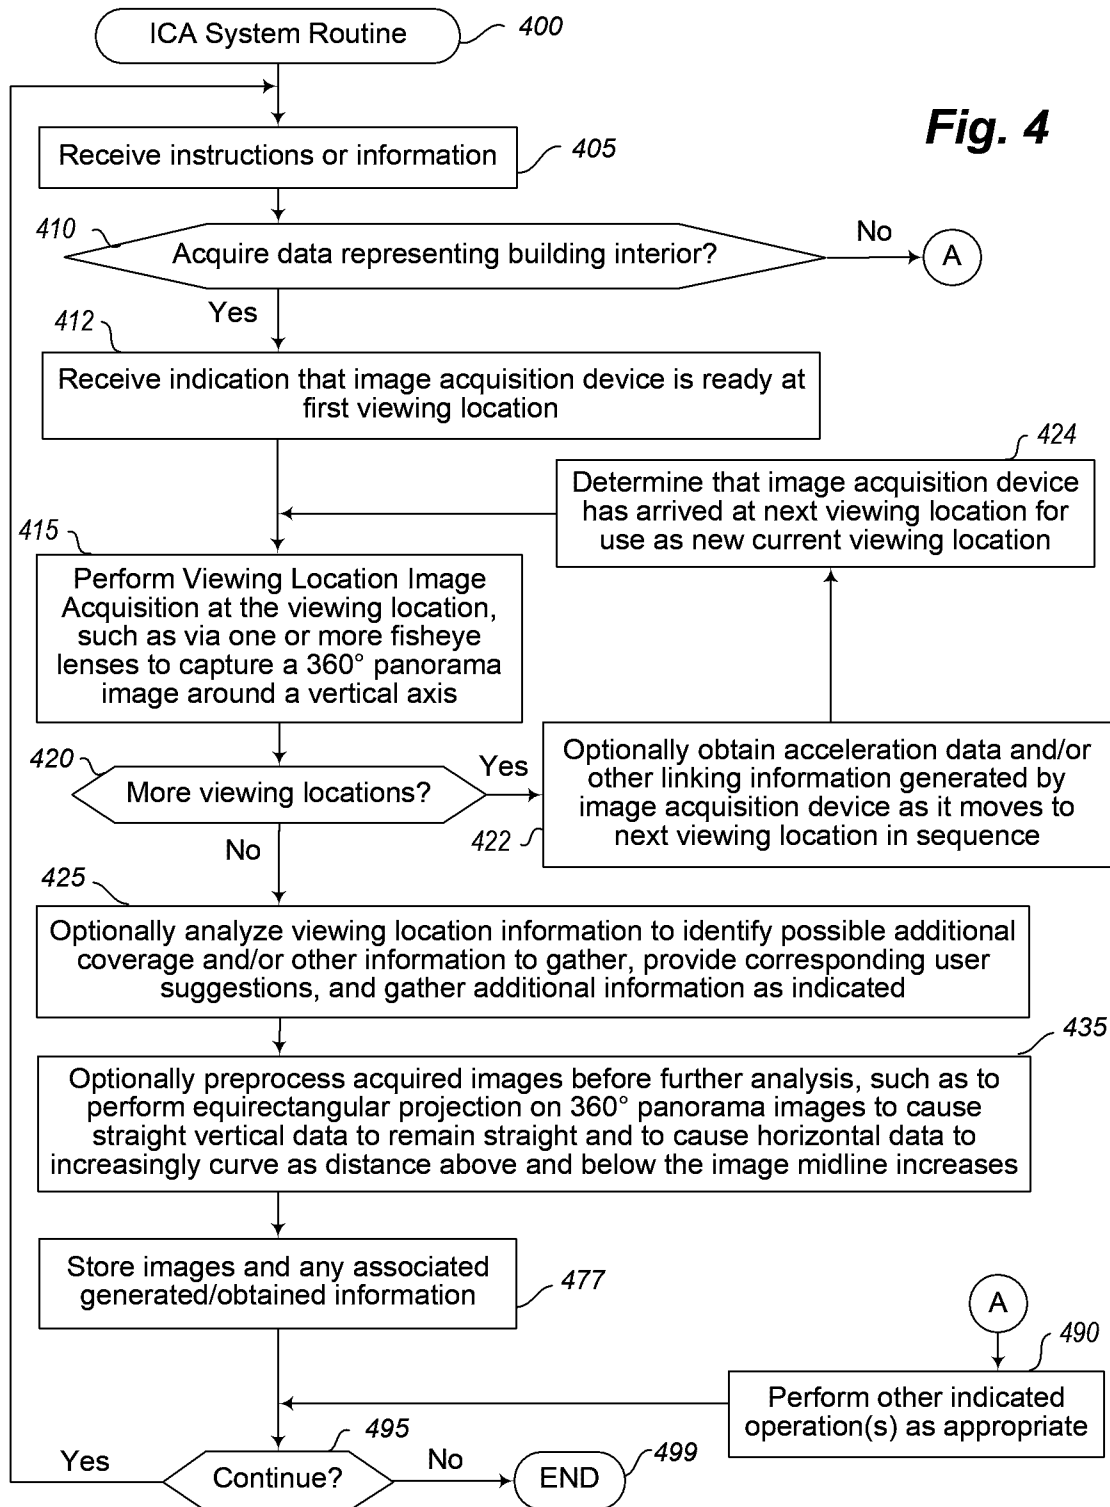 ICA System Routine
400
Fig. 4
Receive instructions or information
405
410
Acquire data representing building interior?
No
A
Yes
412
Receive indication that image acquisition device is ready at
first viewing location
424
Determine that image acquisition device
has arrived at next viewing location for
use as new current viewing location
415
Perform Viewing Location Image
Acquisition at the viewing location,
such as via one or more fisheye
lenses to capture a 360° panorama
image around a vertical axis
420
More viewing locations?
Yes
Optionally obtain acceleration data and/or
other linking information generated by
image acquisition device as it moves to
next viewing location in sequence
422
No
425
Optionally analyze viewing location information to identify possible additional
coverage and/or other information to gather, provide corresponding user
suggestions, and gather additional information as indicated
435
Optionally preprocess acquired images before further analysis, such as to
perform equirectangular projection on 360° panorama images to cause
straight vertical data to remain straight and to cause horizontal data to
increasingly curve as distance above and below the image midline increases
Store images and any associated
generated/obtained information
477
A
490
Perform other indicated
operation(s) as appropriate
495
Yes
Continue?
No
END
499